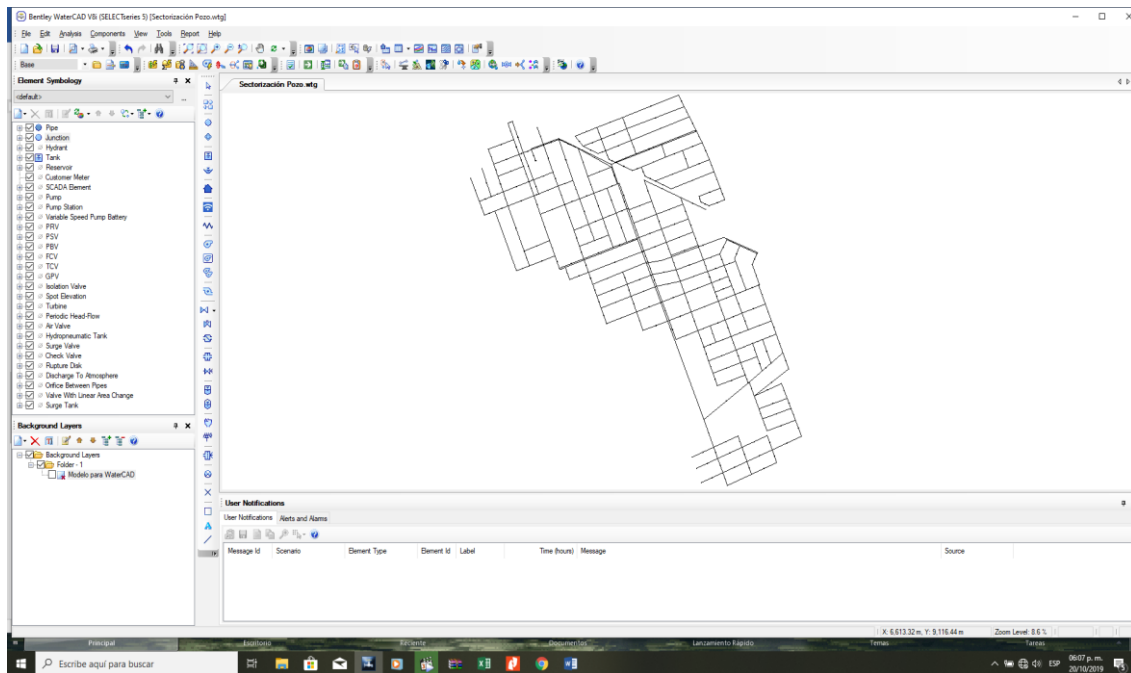 Bentley WaterCAD V8i (SELECTseries 5) [Sectorización Pozo.wtg]
File Edit Analysis Components View Tools Report Help
Base
Element Symbology
Sectorización Pozo.wtg
<default>
Pipe
Junction
Hydrant
Tank
Reservoir
Customer Meter
SCADA Element
Pump
Pump Station
Variable Speed Pump Battery
PRV
PSV
PBV
FCV
TCV
GPV
Isolation Valve
Spot Elevation
Turbine
Periodic Head-Flow
Air Valve
Hydropneumatic Tank
Surge Valve
Check Valve
Rupture Disk
Discharge To Atmosphere
Orifice Between Pipes
Valve With Linear Area Change
Surge Tank
Background Layers
Background Layers
Folder - 1
Modelo para WaterCAD
User Notifications
User Notifications Alerts and Alarms
Message Id Scenario Element Type Element Id Label Time (hours) Message Source
X: 6,613.32 m, Y: 9,116.44 m Zoom Level: 8.6 %
Principal Escritorio Reciente Documentos Lanzamiento Rápido Temas Tareas
Escribe aquí para buscar
ESP
06:07 p. m.
20/10/2019